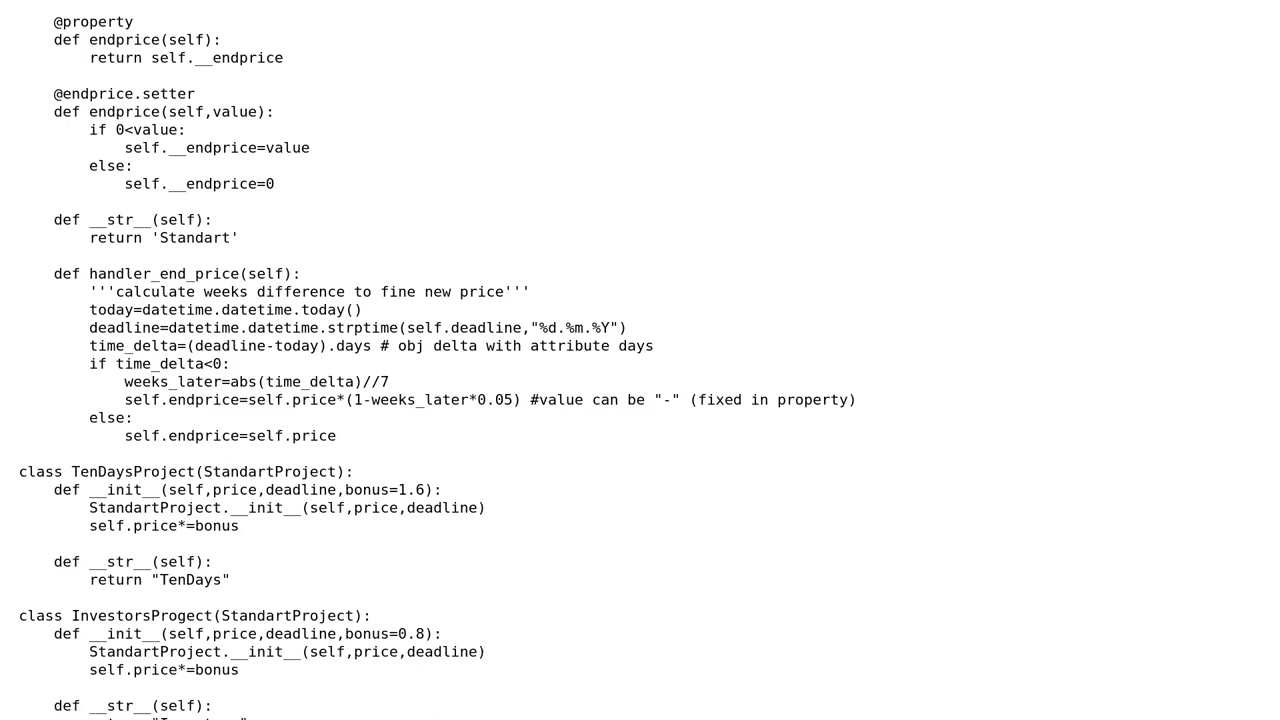 @property
def endprice(self):
return self.__endprice
@endprice.setter
def endprice(self,value):
if 0<value:
self.__endprice=value
else:
self.__endprice=0
def __str__(self):
return 'Standart'
def handler_end_price(self):
'''calculate weeks difference to fine new price'''
today=datetime.datetime.today()
deadline=datetime.datetime.strptime(self.deadline,"%d.%m.%Y")
time_delta=(deadline-today).days # obj delta with attribute days
if time_delta<0:
weeks_later=abs(time_delta)//7
self.endprice=self.price*(1-weeks_later*0.05) #value can be "-" (fixed in property)
else:
self.endprice=self.price
class TenDaysProject(StandartProject):
def __init__(self,price,deadline,bonus=1.6):
StandartProject.__init__(self,price,deadline)
self.price*=bonus
def __str__(self):
return "TenDays"
class InvestorsProgect(StandartProject):
def __init__(self,price,deadline,bonus=0.8):
StandartProject.__init__(self,price,deadline)
self.price*=bonus
def __str__(self):